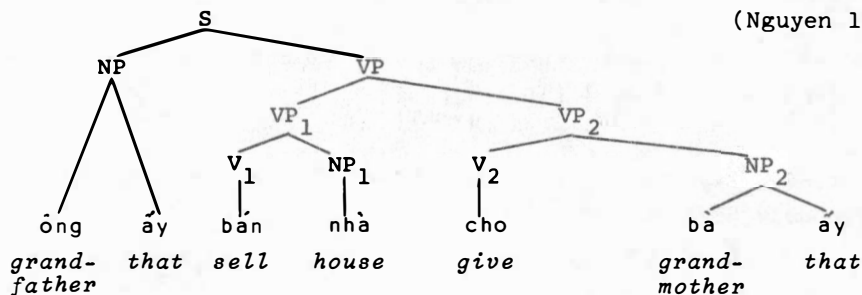 S (Nguyen 1
NP VP
VP₁ VP₂
V₁ NP₁ V₂ NP₂
ông ấy bán nhà cho bà ấy
grand- that sell house give grand- that
father mother